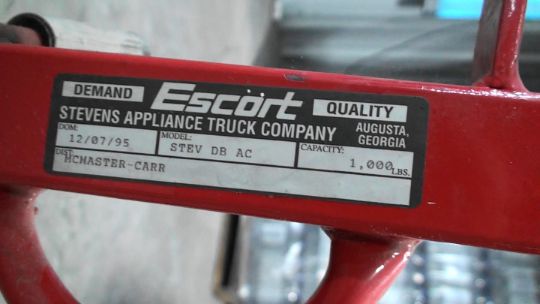 DEMAND Escort QUALITY
STEVENS APPLIANCE TRUCK COMPANY AUGUSTA, GEORGIA
DOM: 12/07/95 MODEL: STEV DB AC CAPACITY: 1,000 LBS.
DIST: MCMASTER-CARR